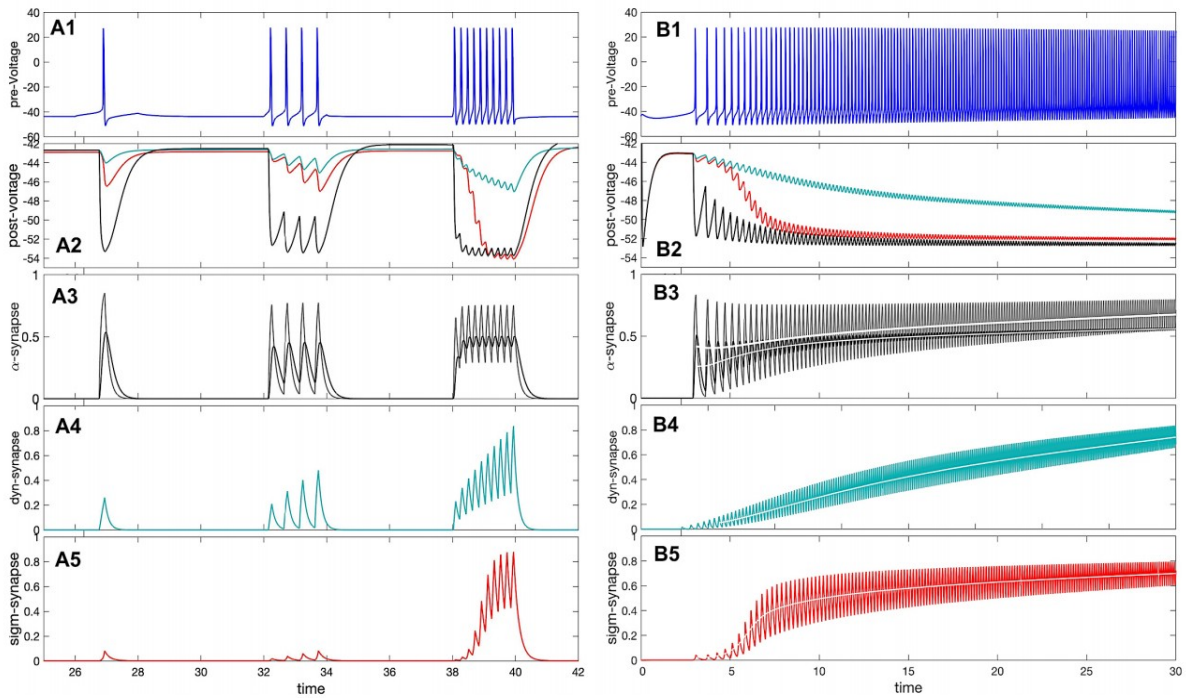 A1
pre-Voltage
40
20
0
-20
-40
-60
A2
post-voltage
-42
-44
-46
-48
-50
-52
-54
A3
α-synapse
1
0.5
0
A4
dyn-synapse
1
0.8
0.6
0.4
0.2
0
A5
sigm-synapse
1
0.8
0.6
0.4
0.2
0
26 28 30 32 34 36 38 40 42
time
B1
pre-Voltage
40
20
0
-20
-40
-60
B2
post-voltage
-42
-44
-46
-48
-50
-52
-54
B3
α-synapse
1
0.5
0
B4
dyn-synapse
1
0.8
0.6
0.4
0.2
0
B5
sigm-synapse
1
0.8
0.6
0.4
0.2
0
0 5 10 15 20 25 30
time